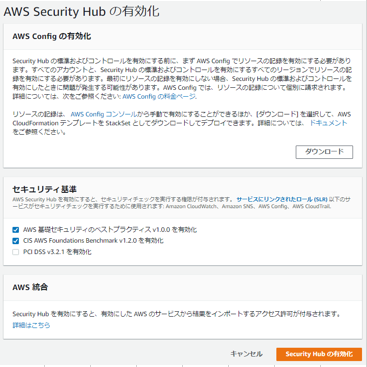 AWS Security Hub の有効化
AWS Config の有効化
Security Hub の標準およびコントロールを有効にする前に、まず AWS Config でリソースの記録を有効にする必要があり
ます。すべてのアカウントと、Security Hub の標準およびコントロールを有効にするすべてのリージョンでリソースの記
録を有効にする必要があります。最初にリソースの記録を有効にしない場合、Security Hub の標準およびコントロールを
有効にしたときに問題が発生する可能性があります。AWS Config では、リソースの記録について個別に請求されます。
詳細については、次をご参照ください: AWS Config の料金ページ.
リソースの記録は、AWS Config コンソールから手動で有効にすることができるほか、[ダウンロード] を選択して、AWS
CloudFormation テンプレートを StackSet としてダウンロードしてデプロイできます。詳細については、ドキュメント
をご参照ください。
ダウンロード
セキュリティ基準
AWS Security Hub を有効にすると、セキュリティチェックを実行する権限が付与されます。 サービスにリンクされたロール (SLR) 以下のサ
ービスがセキュリティチェックを実行するために使用されます: Amazon CloudWatch、Amazon SNS、AWS Config、AWS CloudTrail.
AWS 基礎セキュリティのベストプラクティス v1.0.0 を有効化
CIS AWS Foundations Benchmark v1.2.0 を有効化
PCI DSS v3.2.1 を有効化
AWS 統合
Security Hub を有効にすると、有効にした AWS のサービスから結果をインポートするアクセス許可が付与されます。
詳細はこちら
キャンセル
Security Hub の有効化